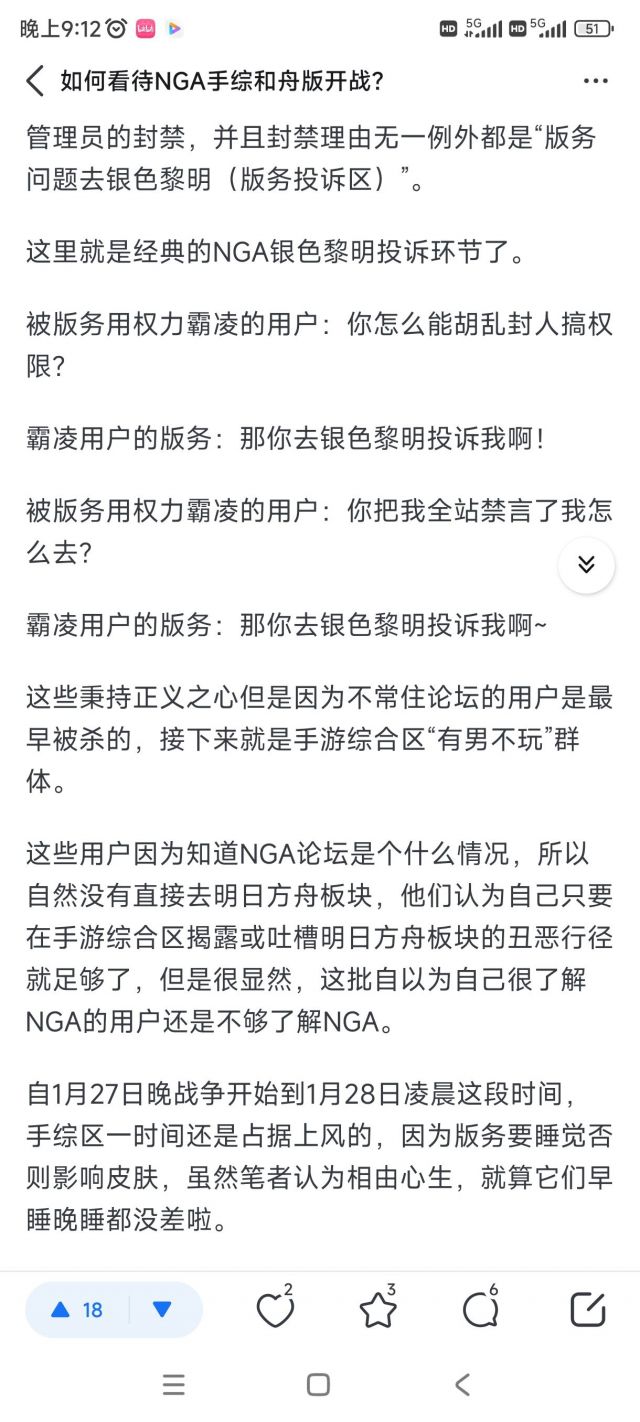 晚上9:12
HD 5G HD 5G 51
如何看待NGA手综和舟版开战?
管理员的封禁，并且封禁理由无一例外都是“版务
问题去银色黎明（版务投诉区）”。
这里就是经典的NGA银色黎明投诉环节了。
被版务用权力霸凌的用户：你怎么能胡乱封人搞权
限?
霸凌用户的版务：那你去银色黎明投诉我啊！
被版务用权力霸凌的用户：你把我全站禁言了我怎
么去?
霸凌用户的版务：那你去银色黎明投诉我啊~
这些秉持正义之心但是因为不常住论坛的用户是最
早被杀的，接下来就是手游综合区“有男不玩”群
体。
这些用户因为知道NGA论坛是个什么情况，所以
自然没有直接去明日方舟板块，他们认为自己只要
在手游综合区揭露或吐槽明日方舟板块的丑恶行径
就足够了，但是很显然，这批自以为自己很了解
NGA的用户还是不够了解NGA。
自1月27日晚战争开始到1月28日凌晨这段时间，
手综区一时间还是占据上风的，因为版务要睡觉否
则影响皮肤，虽然笔者认为相由心生，就算它们早
睡晚睡都没差啦。
18 2 3 6